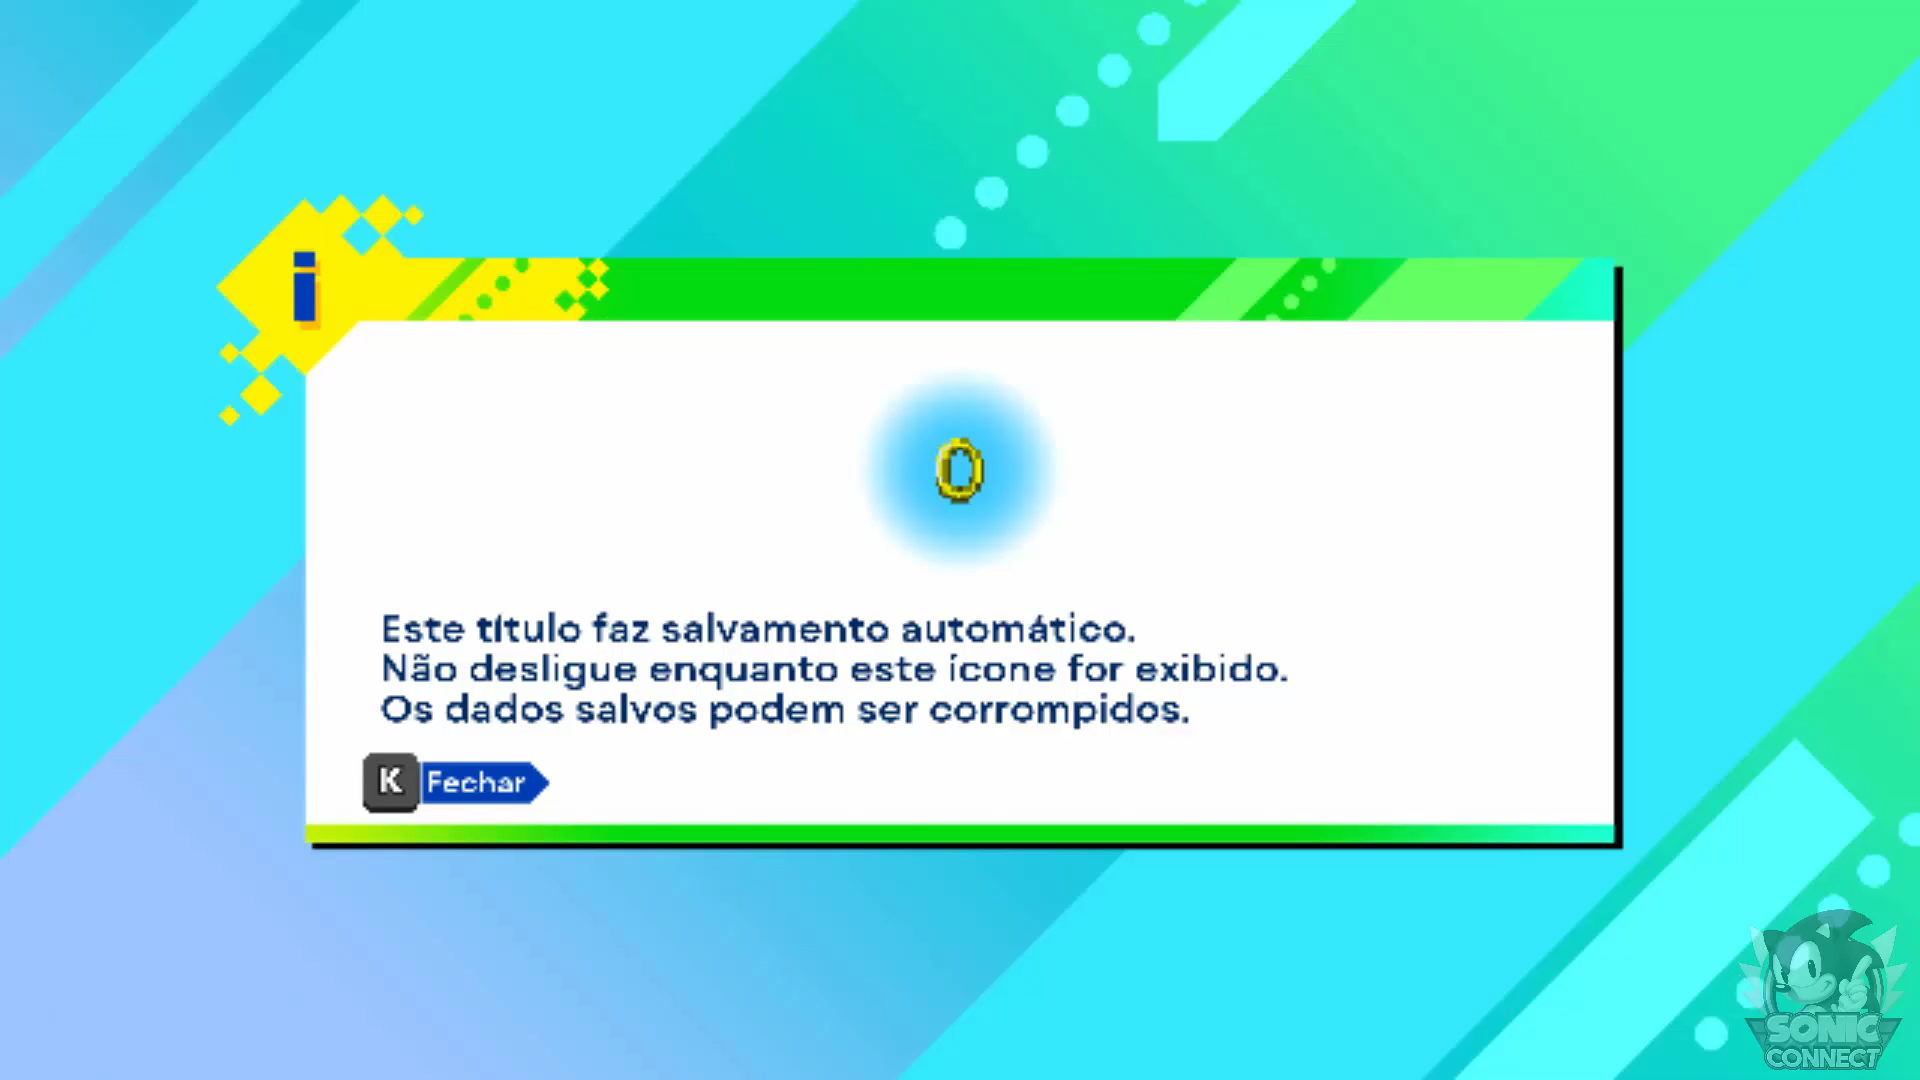 i
Este título faz salvamento automático.
Não desligue enquanto este ícone for exibido.
Os dados salvos podem ser corrompidos.
K Fechar
SONIC
CONNECT